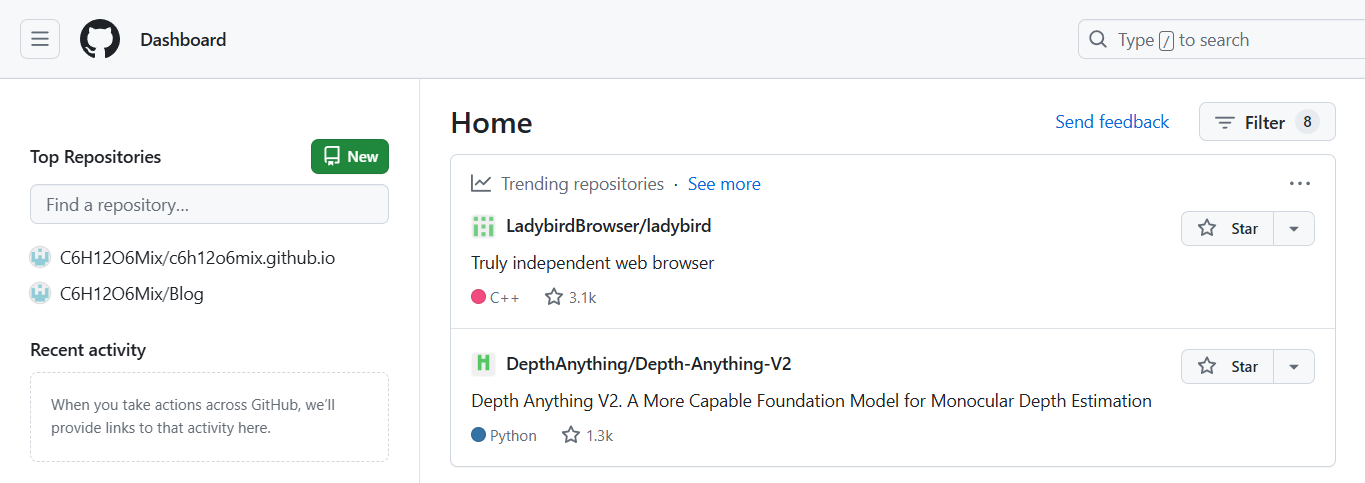 Dashboard
Type / to search
Top Repositories
New
Find a repository...
C6H12O6Mix/c6h12o6mix.github.io
C6H12O6Mix/Blog
Recent activity
When you take actions across GitHub, we’ll
provide links to that activity here.
Home
Send feedback
Filter 8
Trending repositories · See more
LadybirdBrowser/ladybird
Star
Truly independent web browser
C++ 3.1k
DepthAnything/Depth-Anything-V2
Star
Depth Anything V2. A More Capable Foundation Model for Monocular Depth Estimation
Python 1.3k